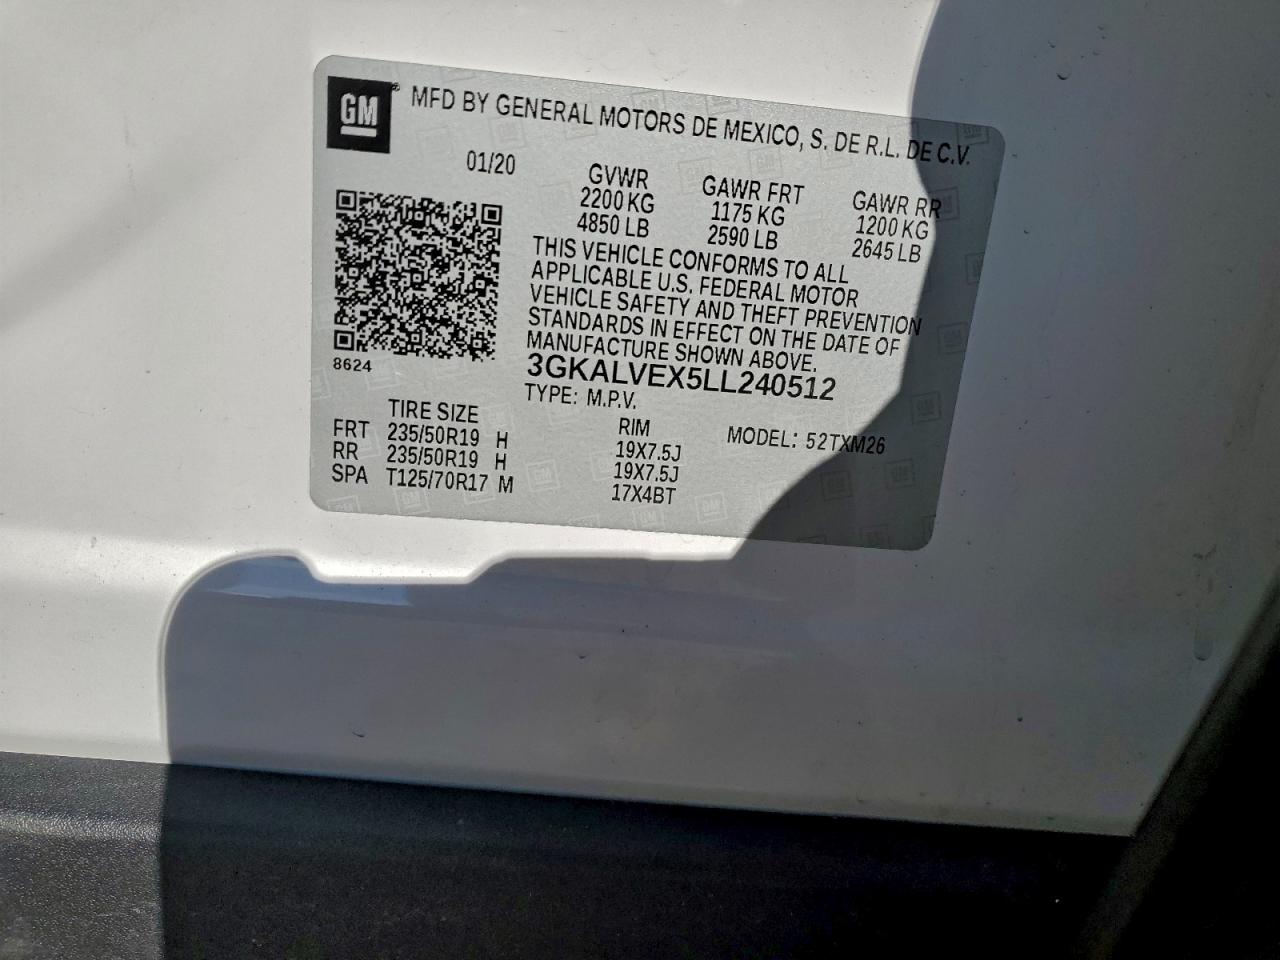 GM® MFD BY GENERAL MOTORS DE MEXICO, S. DE R.L. DE C.V.
01/20 GVWR GAWR FRT GAWR RR
2200 KG 1175 KG 1200 KG
4850 LB 2590 LB 2645 LB
THIS VEHICLE CONFORMS TO ALL
APPLICABLE U.S. FEDERAL MOTOR
VEHICLE SAFETY AND THEFT PREVENTION
STANDARDS IN EFFECT ON THE DATE OF
MANUFACTURE SHOWN ABOVE.
8624
3GKALVEX5LL240512
TYPE: M.P.V. MODEL: 52TXM26
TIRE SIZE RIM
FRT 235/50R19 H 19X7.5J
RR 235/50R19 H 19X7.5J
SPA T125/70R17 M 17X4BT